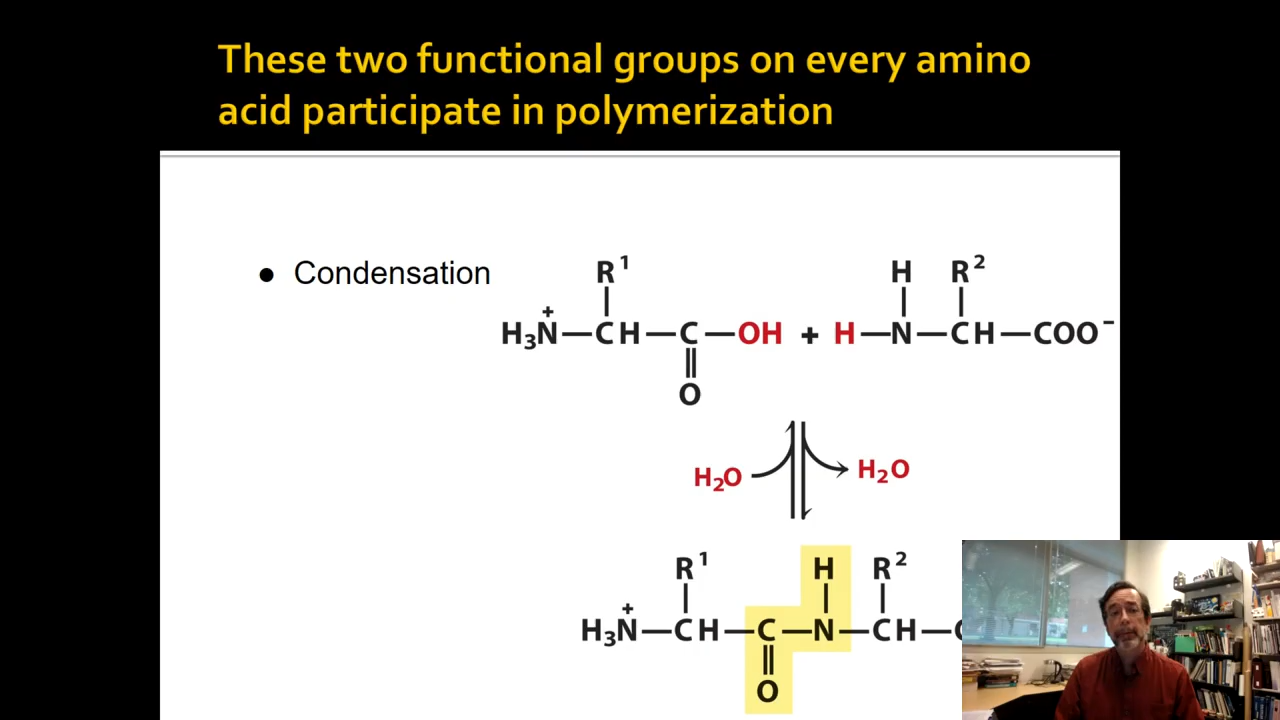 These two functional groups on every amino
acid participate in polymerization
● Condensation
R¹ H R²
H₃N⁺—CH—C—OH + H—N—CH—COO⁻
O
H₂O H₂O
R¹ H R²
H₃N⁺—CH—C—N—CH—
O